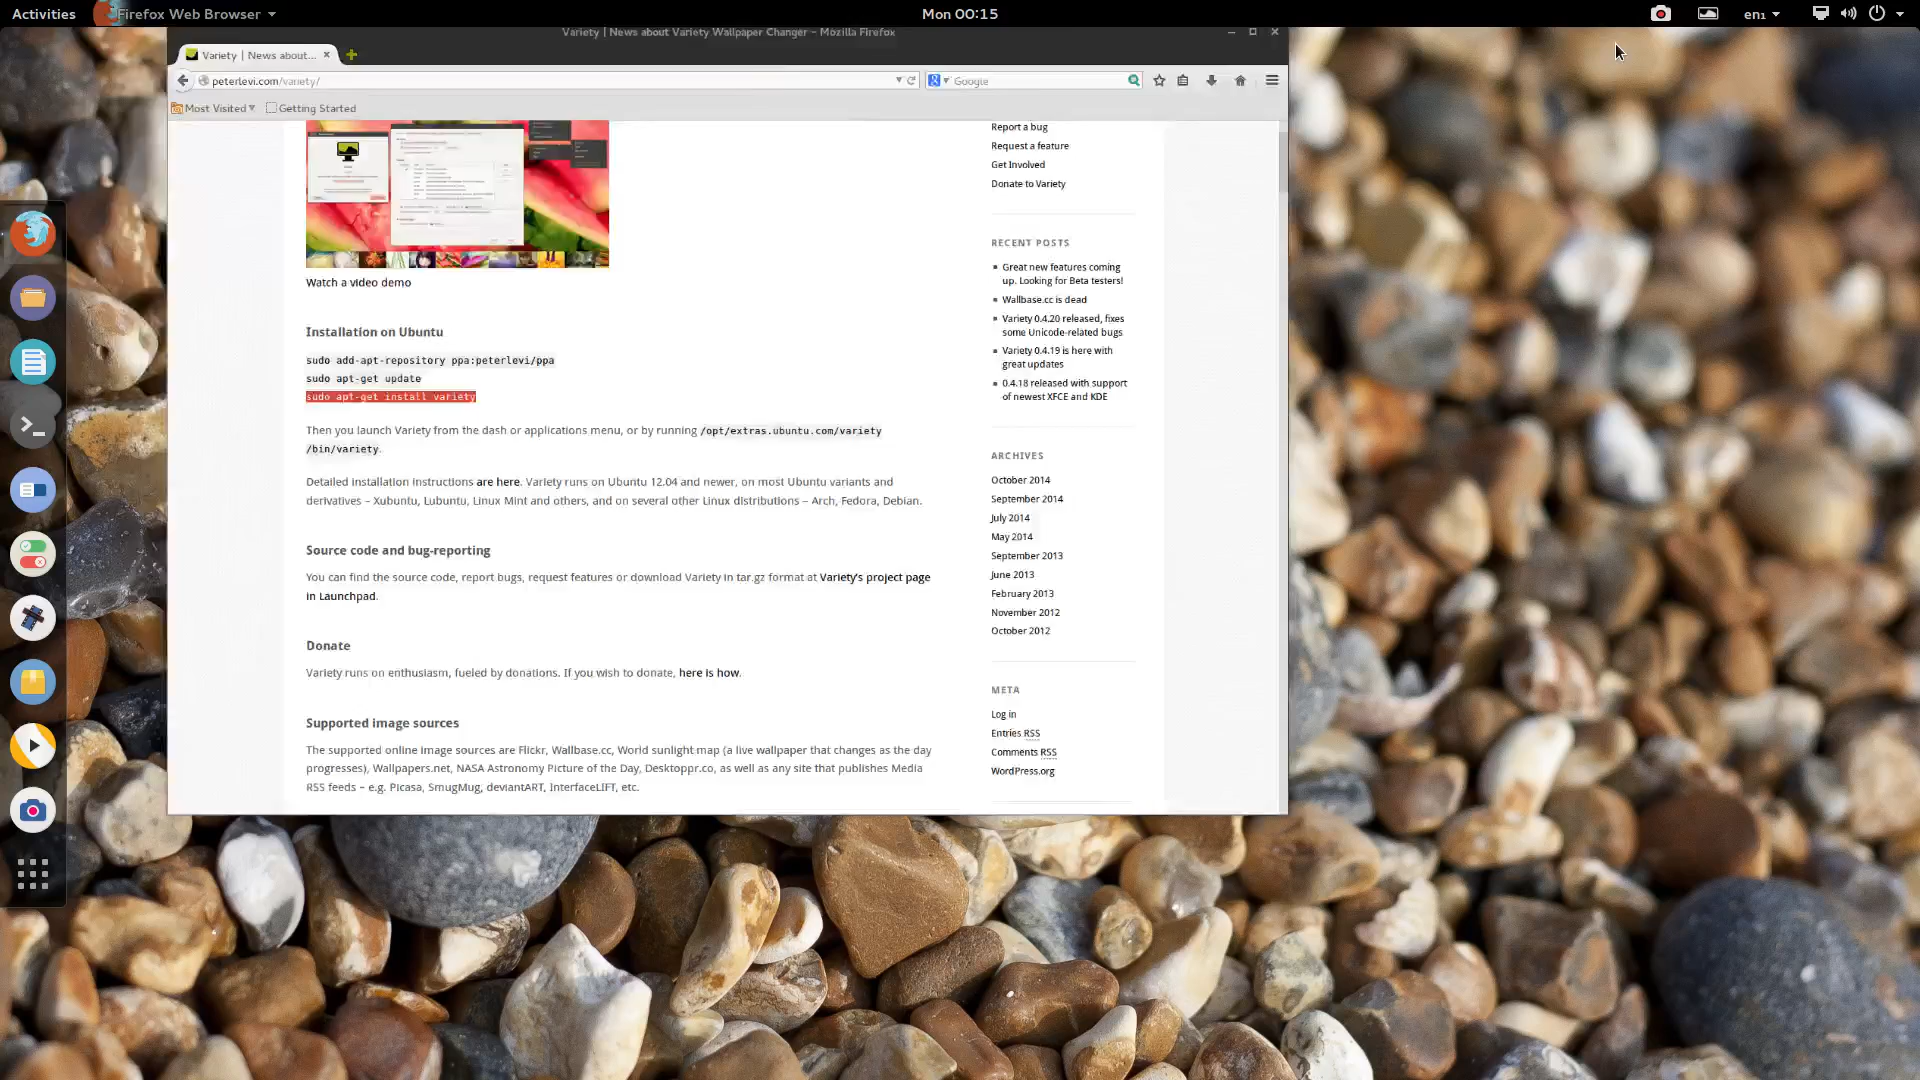 Activities
Firefox Web Browser
Mon 00:15
en₁
Variety | News about Variety Wallpaper Changer – Mozilla Firefox
Variety | News about...
peterlevi.com/variety/
Google
Most Visited
Getting Started
Watch a video demo
Installation on Ubuntu
sudo add-apt-repository ppa:peterlevi/ppa
sudo apt-get update
sudo apt-get install variety
Then you launch Variety from the dash or applications menu, or by running /opt/extras.ubuntu.com/variety
/bin/variety.
Detailed installation instructions are here. Variety runs on Ubuntu 12.04 and newer, on most Ubuntu variants and
derivatives – Xubuntu, Lubuntu, Linux Mint and others, and on several other Linux distributions – Arch, Fedora, Debian.
Source code and bug-reporting
You can find the source code, report bugs, request features or download Variety in tar.gz format at Variety's project page
in Launchpad.
Donate
Variety runs on enthusiasm, fueled by donations. If you wish to donate, here is how.
Supported image sources
The supported online image sources are Flickr, Wallbase.cc, World sunlight map (a live wallpaper that changes as the day
progresses), Wallpapers.net, NASA Astronomy Picture of the Day, Desktoppr.co, as well as any site that publishes Media
RSS feeds – e.g. Picasa, SmugMug, deviantART, InterfaceLIFT, etc.
Report a bug
Request a feature
Get Involved
Donate to Variety
RECENT POSTS
Great new features coming
up. Looking for Beta testers!
Wallbase.cc is dead
Variety 0.4.20 released, fixes
some Unicode-related bugs
Variety 0.4.19 is here with
great updates
0.4.18 released with support
of newest XFCE and KDE
ARCHIVES
October 2014
September 2014
July 2014
May 2014
September 2013
June 2013
February 2013
November 2012
October 2012
META
Log in
Entries RSS
Comments RSS
WordPress.org